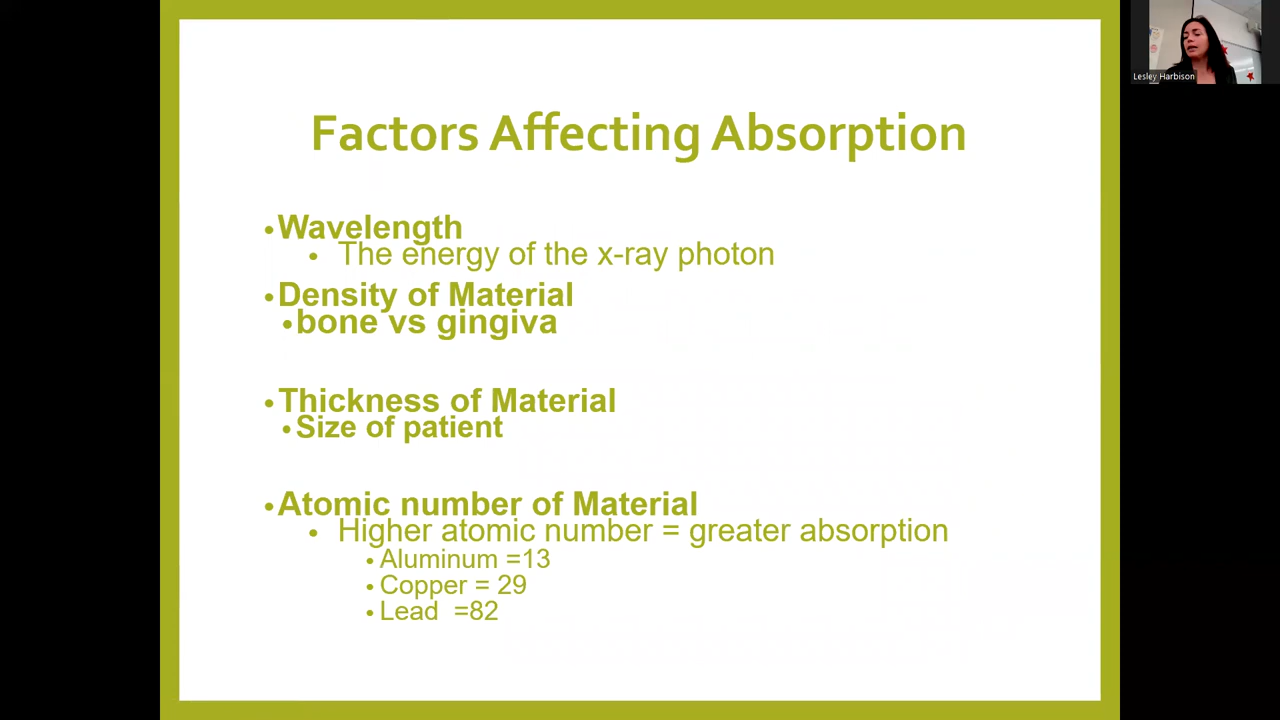 Factors Affecting Absorption
•Wavelength
• The energy of the x-ray photon
•Density of Material
•bone vs gingiva
•Thickness of Material
•Size of patient
•Atomic number of Material
• Higher atomic number = greater absorption
•Aluminum =13
•Copper = 29
•Lead =82
Lesley Harbison